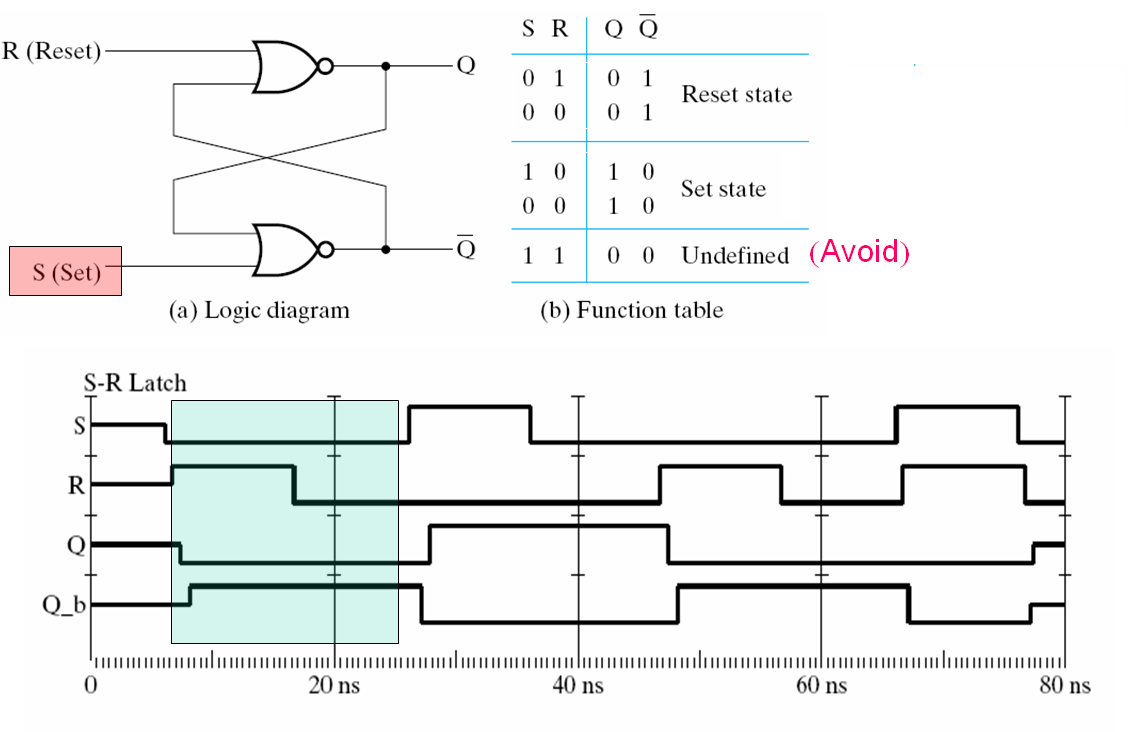 R (Reset)
Q
S (Set)
Q̅
(a) Logic diagram
S R Q Q̅
0 1 0 1
Reset state
0 0 0 1
1 0 1 0
Set state
0 0 1 0
1 1 0 0 Undefined (Avoid)
(b) Function table
S-R Latch
S
R
Q
Q_b
0 20 ns 40 ns 60 ns 80 ns